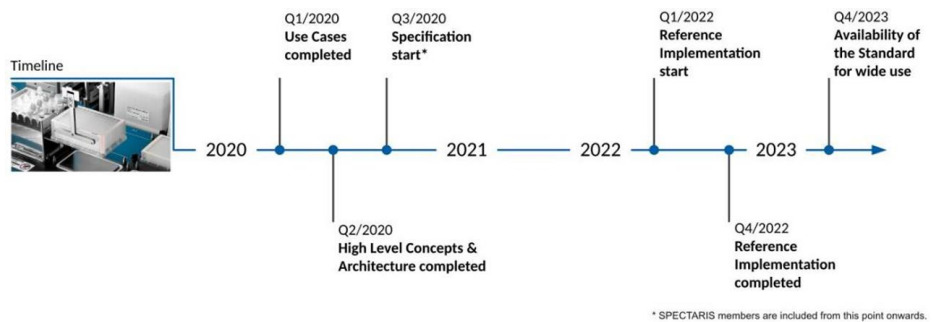 Timeline
Q1/2020
Use Cases
completed
Q3/2020
Specification
start*
Q1/2022
Reference
Implementation
start
Q4/2023
Availability of
the Standard
for wide use
2020
2021
2022
2023
Q2/2020
High Level Concepts &
Architecture completed
Q4/2022
Reference
Implementation
completed
* SPECTARIS members are included from this point onwards.